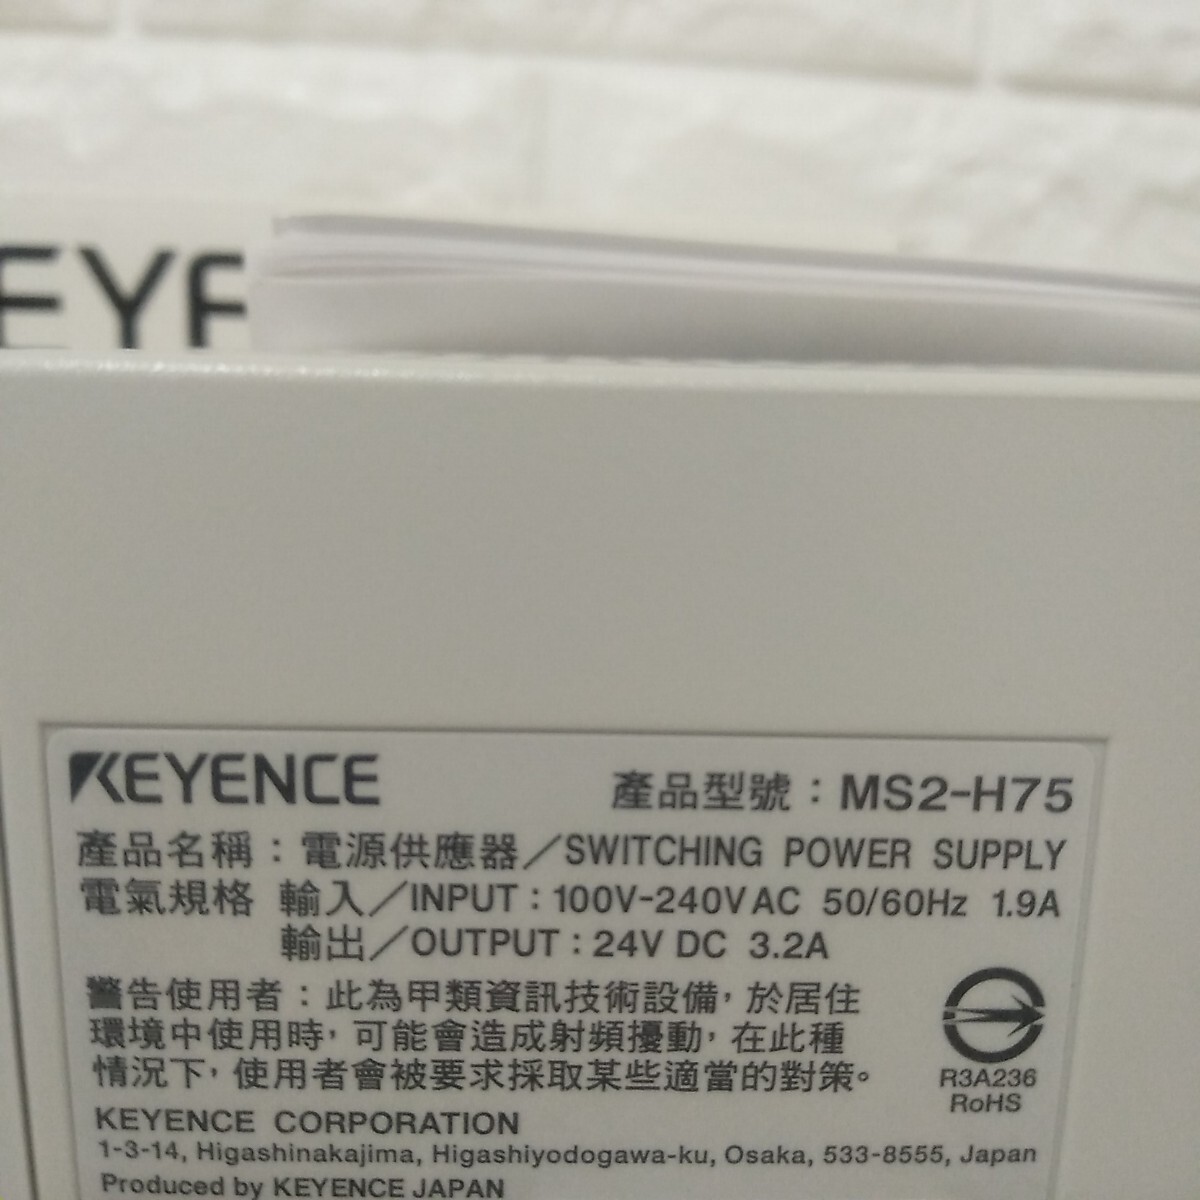 EYE
KEYENCE
產品型號：MS2-H75
產品名稱：電源供應器／SWITCHING POWER SUPPLY
電氣規格 輸入／INPUT：100V-240VAC 50/60Hz 1.9A
輸出／OUTPUT：24V DC 3.2A
警告使用者：此為甲類資訊技術設備，於居住
環境中使用時，可能會造成射頻擾動，在此種
情況下，使用者會被要求採取某些適當的對策。
R3A236
RoHS
KEYENCE CORPORATION
1-3-14, Higashinakajima, Higashiyodogawa-ku, Osaka, 533-8555, Japan
Produced by KEYENCE JAPAN